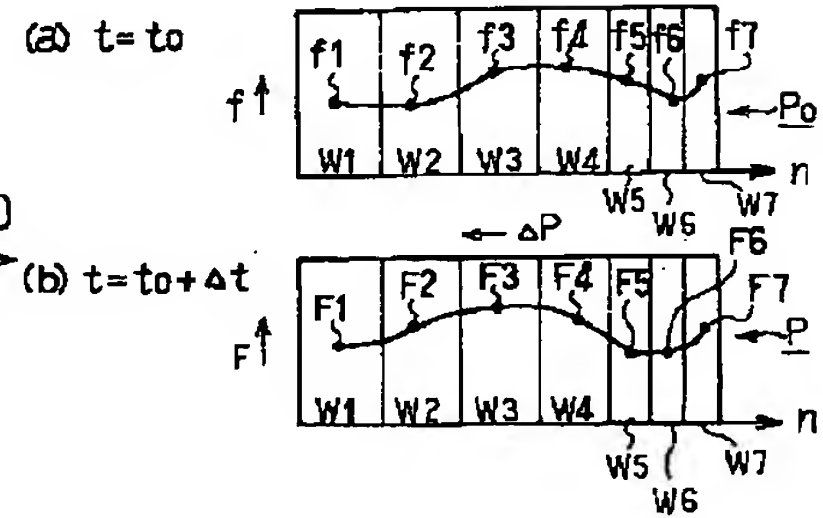 (a) t=to
f1 f2 f3 f4 f5 f6 f7
f
Po
W1 W2 W3 W4 n
W5 W6 W7
ΔP
(b) t=to+Δt
F1 F2 F3 F4 F5 F6 F7
F
P
W1 W2 W3 W4 n
W5 W6 W7